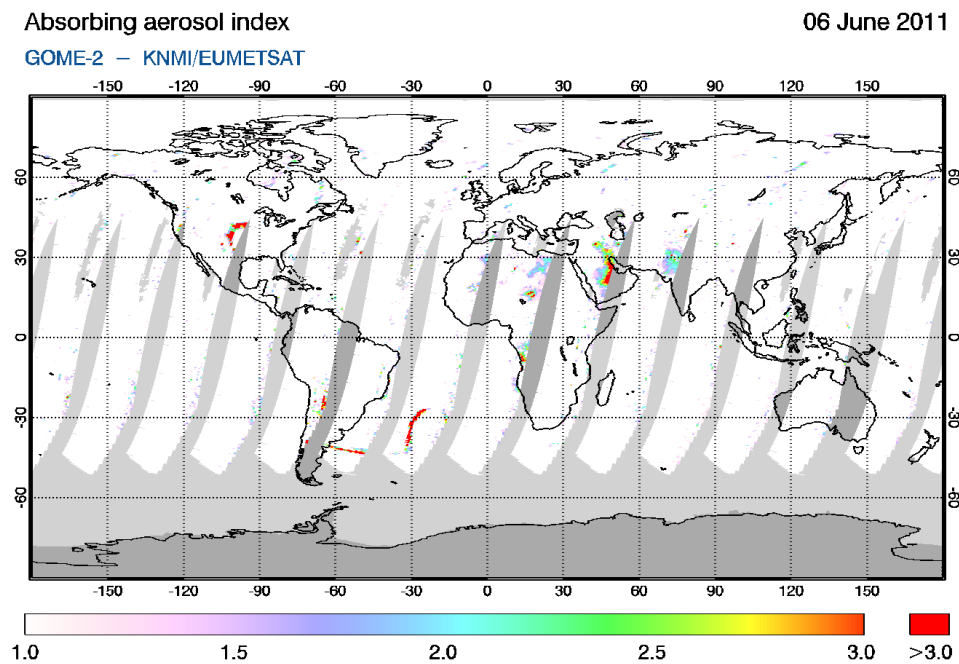 Absorbing aerosol index 06 June 2011
GOME-2 – KNMI/EUMETSAT
-150 -120 -90 -60 -30 0 30 60 90 120 150
60 60
30 30
0 0
-30 -30
-60 -60
-150 -120 -90 -60 -30 0 30 60 90 120 150
1.0 1.5 2.0 2.5 3.0 >3.0